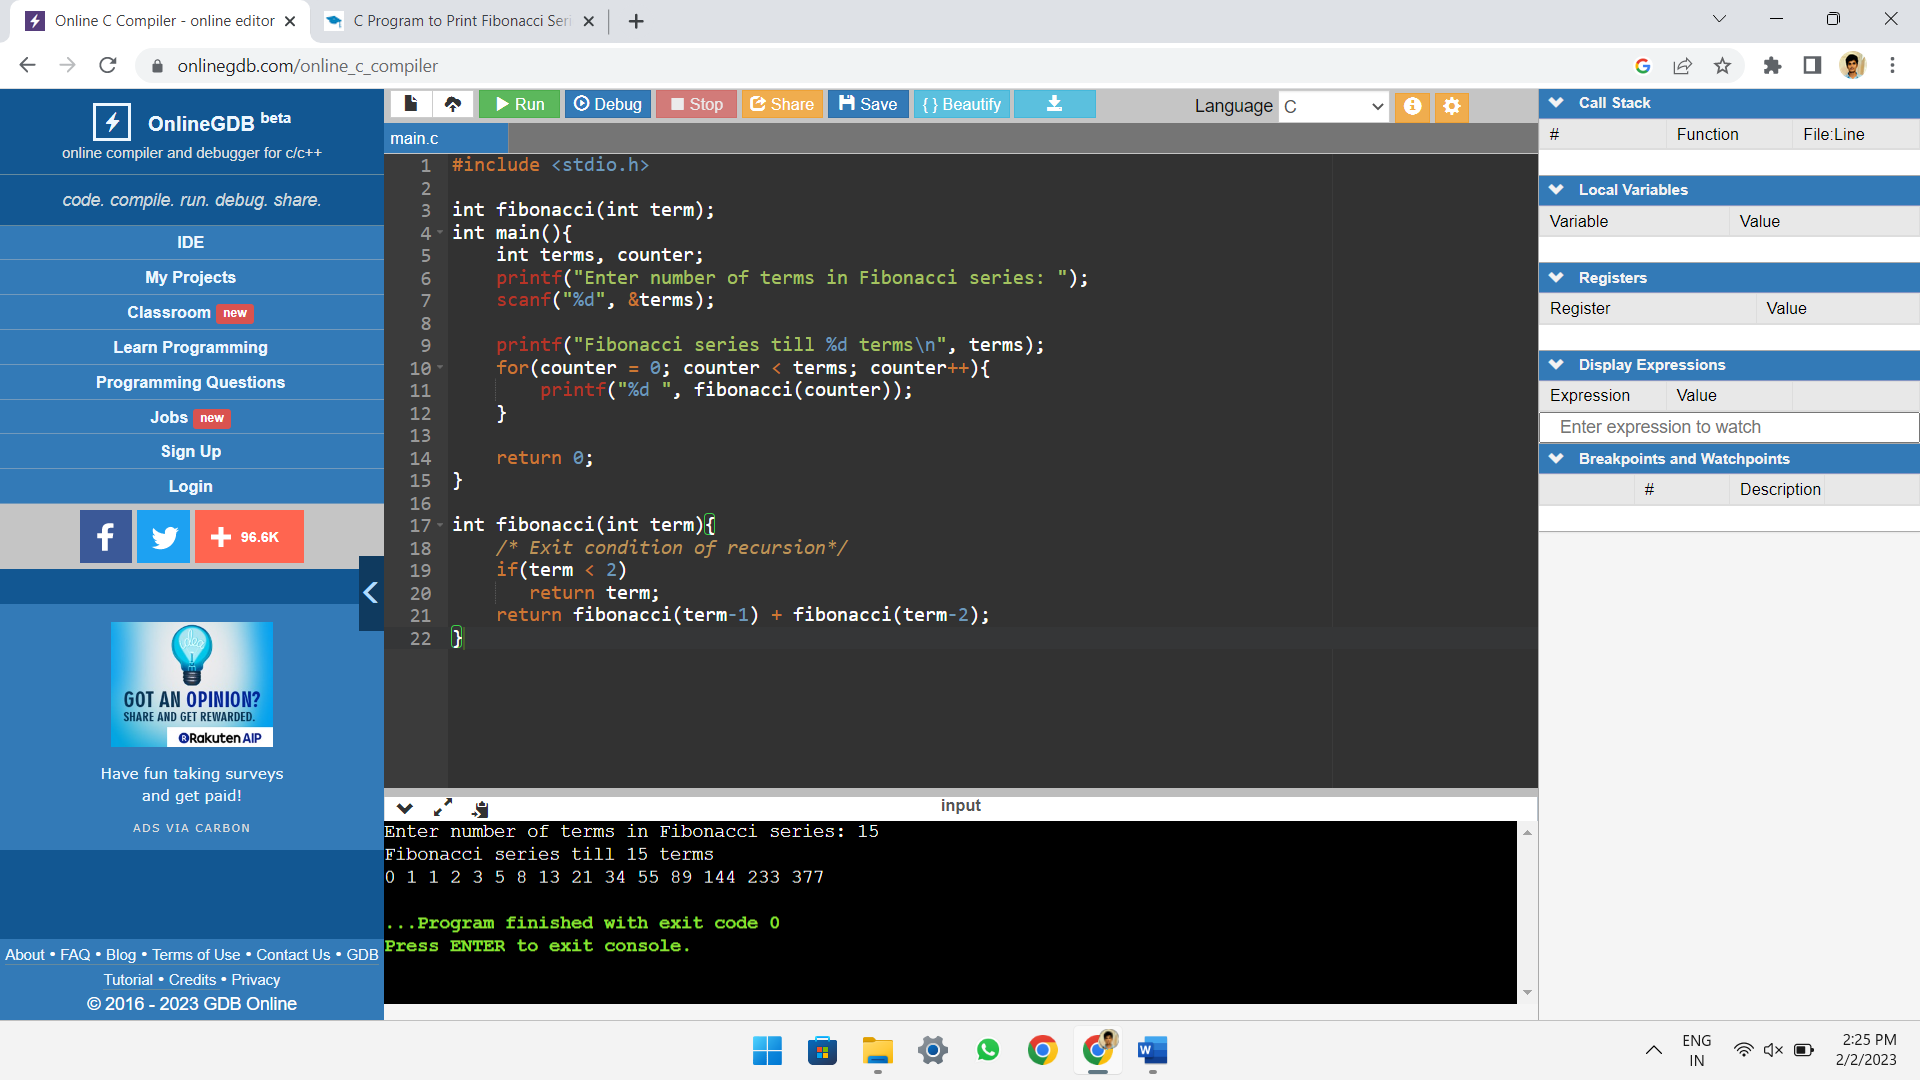 Online C Compiler - online editor
C Program to Print Fibonacci Seri
onlinegdb.com/online_c_compiler
OnlineGDB beta
online compiler and debugger for c/c++
code. compile. run. debug. share.
IDE
My Projects
Classroom new
Learn Programming
Programming Questions
Jobs new
Sign Up
Login
96.6K
GOT AN OPINION?
SHARE AND GET REWARDED.
Rakuten AIP
Have fun taking surveys
and get paid!
ADS VIA CARBON
About • FAQ • Blog • Terms of Use • Contact Us • GDB
Tutorial • Credits • Privacy
© 2016 - 2023 GDB Online
Run Debug Stop Share Save {} Beautify
Language C
main.c
1 #include <stdio.h>
2
3 int fibonacci(int term);
4 int main(){
5     int terms, counter;
6     printf("Enter number of terms in Fibonacci series: ");
7     scanf("%d", &terms);
8
9     printf("Fibonacci series till %d terms\n", terms);
10     for(counter = 0; counter < terms; counter++){
11         printf("%d ", fibonacci(counter));
12     }
13
14     return 0;
15 }
16
17 int fibonacci(int term){
18     /* Exit condition of recursion*/
19     if(term < 2)
20        return term;
21     return fibonacci(term-1) + fibonacci(term-2);
22 }
input
Enter number of terms in Fibonacci series: 15
Fibonacci series till 15 terms
0 1 1 2 3 5 8 13 21 34 55 89 144 233 377
...Program finished with exit code 0
Press ENTER to exit console.
Call Stack
# Function File:Line
Local Variables
Variable Value
Registers
Register Value
Display Expressions
Expression Value
Enter expression to watch
Breakpoints and Watchpoints
# Description
ENG
IN
2:25 PM
2/2/2023